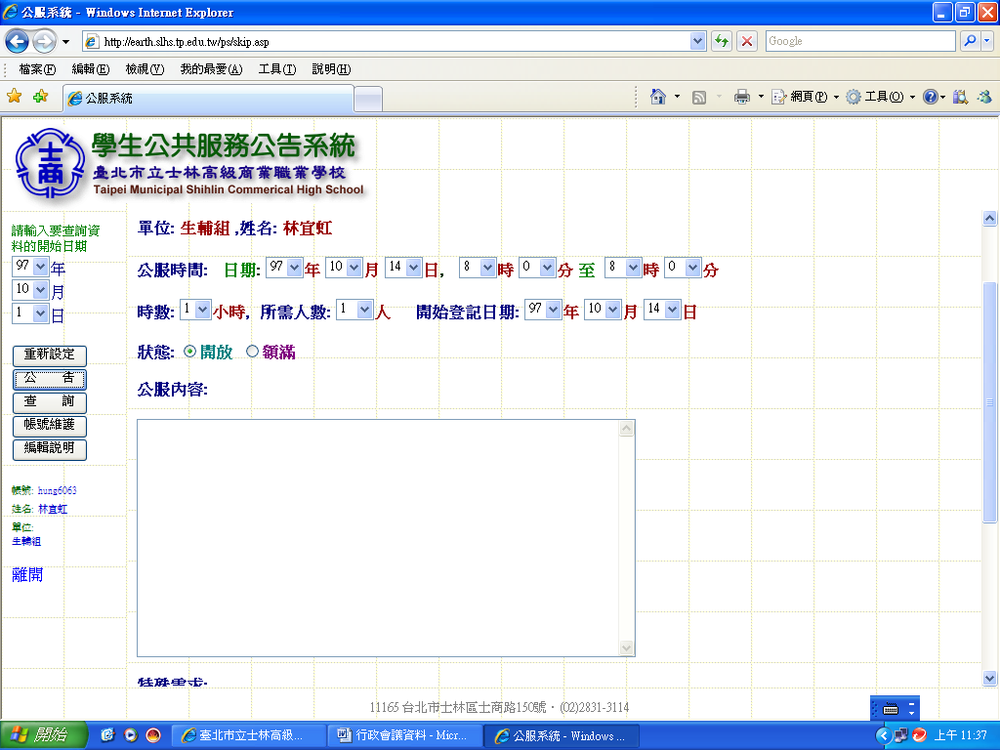 公服系統 - Windows Internet Explorer
http://earth.slhs.tp.edu.tw/ps/skip.asp
Google
檔案(F) 編輯(E) 檢視(V) 我的最愛(A) 工具(T) 說明(H)
公服系統
網頁(P) 工具(O)
士商
學生公共服務公告系統
臺北市立士林高級商業職業學校
Taipei Municipal Shihlin Commerical High School
請輸入要查詢資
料的開始日期
97 年
10 月
1 日
重新設定
公 告
查 詢
帳號維護
編輯說明
帳號: hung6063
姓名: 林宜虹
單位:
生輔組
離開
單位: 生輔組 ,姓名: 林宜虹
公服時間: 日期: 97 年 10 月 14 日, 8 時 0 分 至 8 時 0 分
時數: 1 小時, 所需人數: 1 人 開始登記日期: 97 年 10 月 14 日
狀態: 開放 額滿
公服內容:
特殊需求:
11165 台北市士林區士商路150號‧(02)2831-3114
開始
臺北市立士林高級...
行政會議資料 - Micr...
公服系統 - Windows ...
上午 11:37